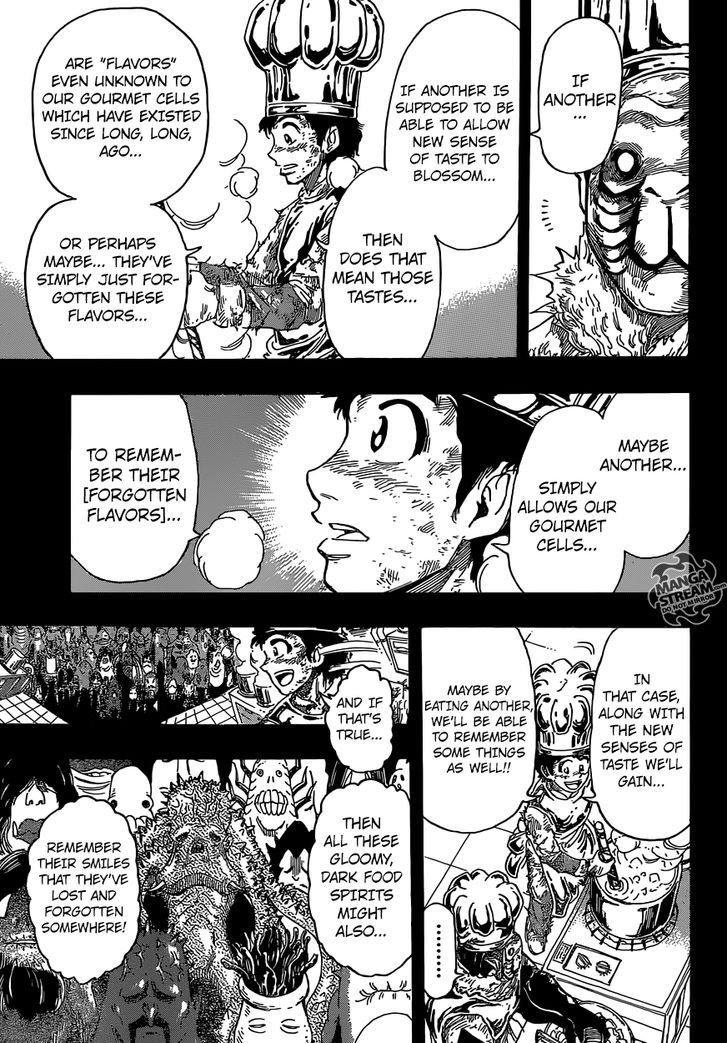 IF
ANOTHER
...
IF ANOTHER IS
SUPPOSED TO BE
ABLE TO ALLOW
NEW SENSE
OF TASTE TO
BLOSSOM...
THEN
DOES THAT
MEAN THOSE
TASTES...
ARE "FLAVORS"
EVEN UNKNOWN TO
OUR GOURMET CELLS
WHICH HAVE EXISTED
SINCE LONG, LONG,
AGO...
OR PERHAPS
MAYBE... THEY'VE
SIMPLY JUST FOR-
GOTTEN THESE
FLAVORS...
MAYBE
ANOTHER...
SIMPLY
ALLOWS OUR
GOURMET
CELLS...
TO REMEM-
BER THEIR
[FORGOTTEN
FLAVORS]...
MANGA
STREAM.com
DO NOT MIRROR
IN
THAT CASE,
ALONG WITH
THE NEW
SENSES OF
TASTE WE'LL
GAIN...
MAYBE BY
EATING ANOTHER,
WE'LL BE ABLE
TO REMEMBER
SOME THINGS
AS WELL!!
........
AND IF
THAT'S
TRUE...
THEN
ALL THESE
GLOOMY,
DARK FOOD
SPIRITS
MIGHT
ALSO...
REMEMBER
THEIR SMILES
THAT THEY'VE
LOST AND
FORGOTTEN
SOMEWHERE!